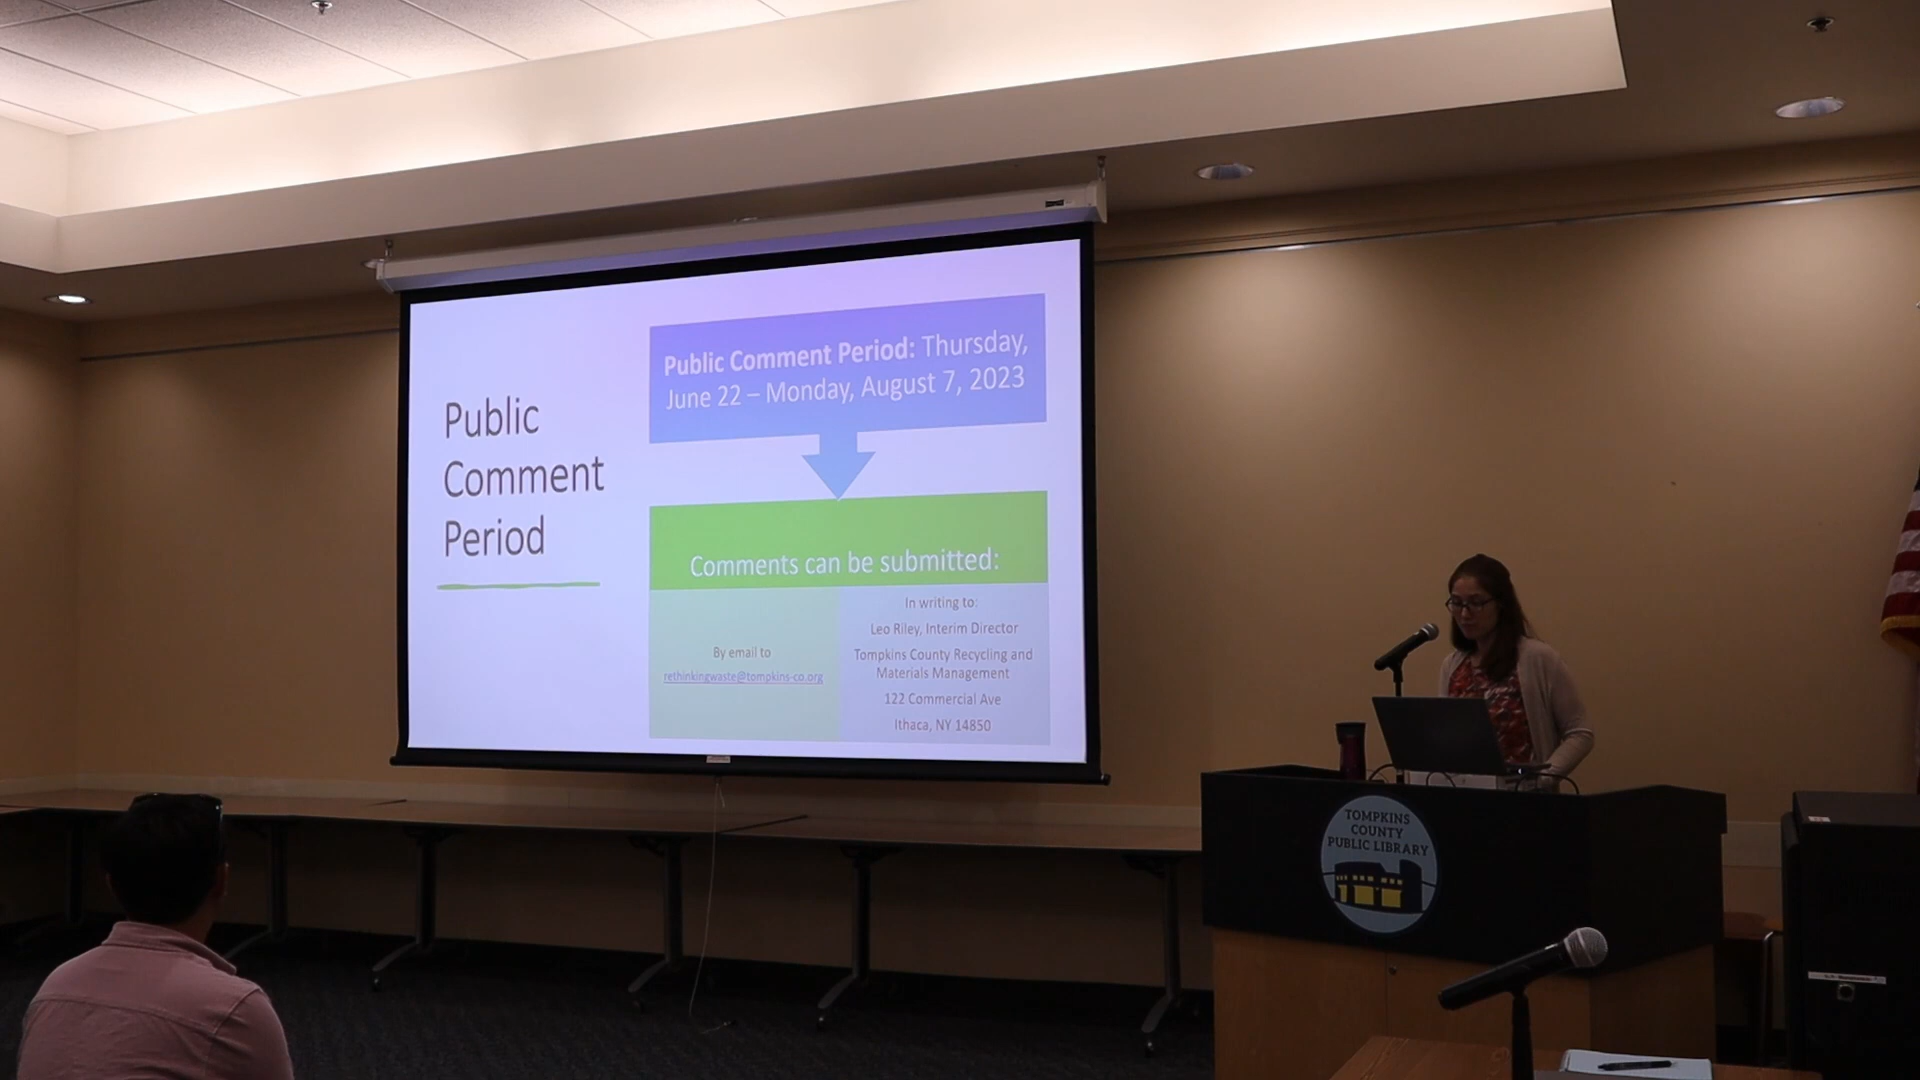 Public
Comment
Period
Public Comment Period: Thursday,
June 22 – Monday, August 7, 2023
Comments can be submitted:
By email to
rethinkingwaste@tompkins-co.org
In writing to:
Leo Riley, Interim Director
Tompkins County Recycling and
Materials Management
122 Commercial Ave
Ithaca, NY 14850
TOMPKINS
COUNTY
PUBLIC LIBRARY